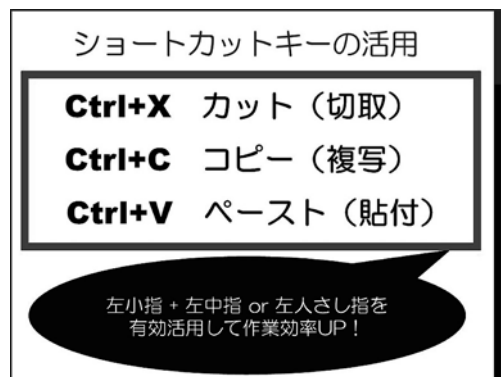 ショートカットキーの活用
Ctrl+X カット（切取）
Ctrl+C コピー（複写）
Ctrl+V ペースト（貼付）
左小指 + 左中指 or 左人さし指を
有効活用して作業効率UP！